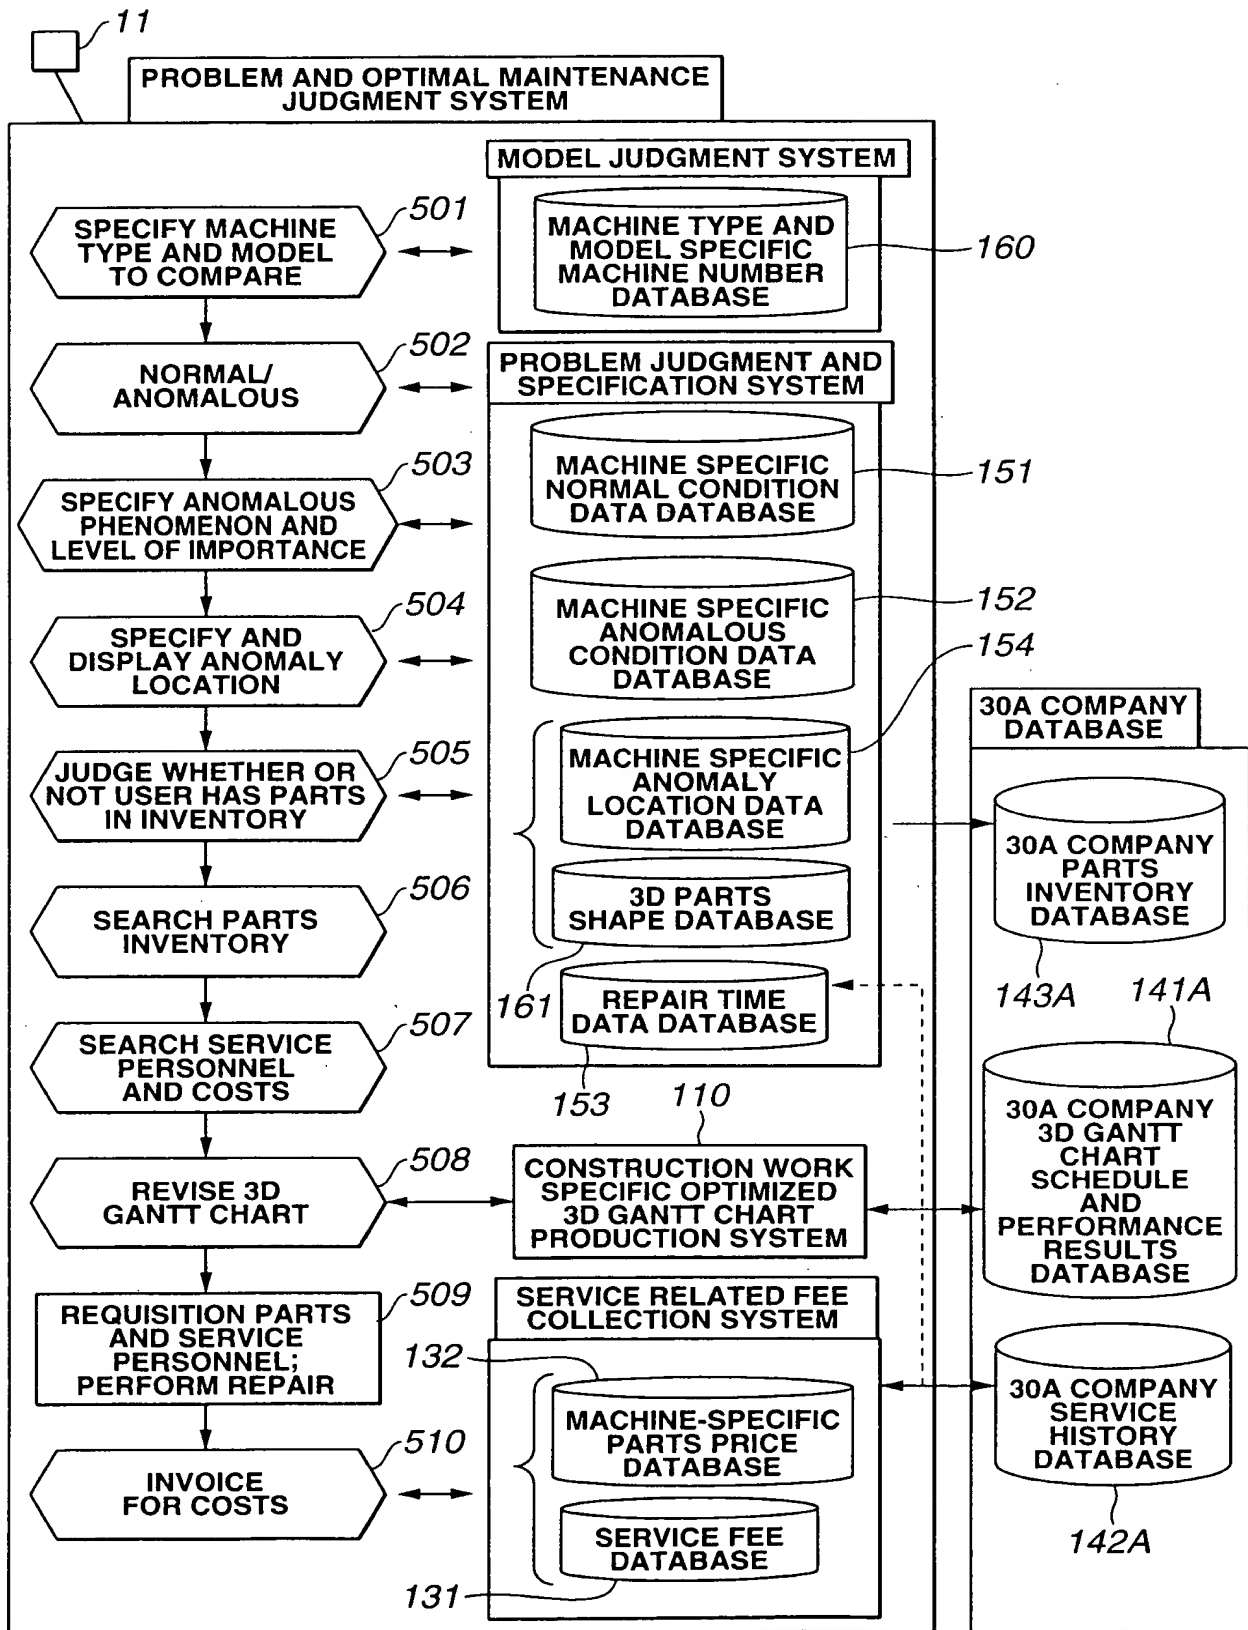 11
PROBLEM AND OPTIMAL MAINTENANCE
JUDGMENT SYSTEM
MODEL JUDGMENT SYSTEM
SPECIFY MACHINE
TYPE AND MODEL
TO COMPARE
501
MACHINE TYPE AND
MODEL SPECIFIC
MACHINE NUMBER
DATABASE
160
NORMAL/
ANOMALOUS
502
PROBLEM JUDGMENT AND
SPECIFICATION SYSTEM
SPECIFY ANOMALOUS
PHENOMENON AND
LEVEL OF IMPORTANCE
503
MACHINE SPECIFIC
NORMAL CONDITION
DATA DATABASE
151
SPECIFY AND
DISPLAY ANOMALY
LOCATION
504
MACHINE SPECIFIC
ANOMALOUS
CONDITION DATA
DATABASE
152
154
JUDGE WHETHER OR
NOT USER HAS PARTS
IN INVENTORY
505
MACHINE SPECIFIC
ANOMALY
LOCATION DATA
DATABASE
30A COMPANY
DATABASE
30A COMPANY
PARTS
INVENTORY
DATABASE
143A
SEARCH PARTS
INVENTORY
506
3D PARTS
SHAPE DATABASE
161
REPAIR TIME
DATA DATABASE
153
141A
SEARCH SERVICE
PERSONNEL
AND COSTS
507
110
REVISE 3D
GANTT CHART
508
CONSTRUCTION WORK
SPECIFIC OPTIMIZED
3D GANTT CHART
PRODUCTION SYSTEM
30A COMPANY
3D GANTT
CHART
SCHEDULE
AND
PERFORMANCE
RESULTS
DATABASE
REQUISITION PARTS
AND SERVICE
PERSONNEL;
PERFORM REPAIR
509
SERVICE RELATED FEE
COLLECTION SYSTEM
132
MACHINE-SPECIFIC
PARTS PRICE
DATABASE
30A COMPANY
SERVICE
HISTORY
DATABASE
142A
INVOICE
FOR COSTS
510
SERVICE FEE
DATABASE
131